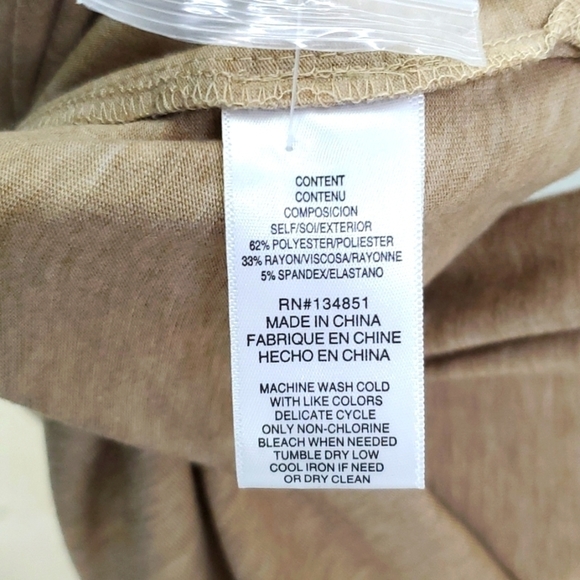 CONTENT
CONTENU
COMPOSICION
SELF/SOI/EXTERIOR
62% POLYESTER/POLIESTER
33% RAYON/VISCOSA/RAYONNE
5% SPANDEX/ELASTANO
RN#134851
MADE IN CHINA
FABRIQUE EN CHINE
HECHO EN CHINA
MACHINE WASH COLD
WITH LIKE COLORS
DELICATE CYCLE
ONLY NON-CHLORINE
BLEACH WHEN NEEDED
TUMBLE DRY LOW
COOL IRON IF NEED
OR DRY CLEAN